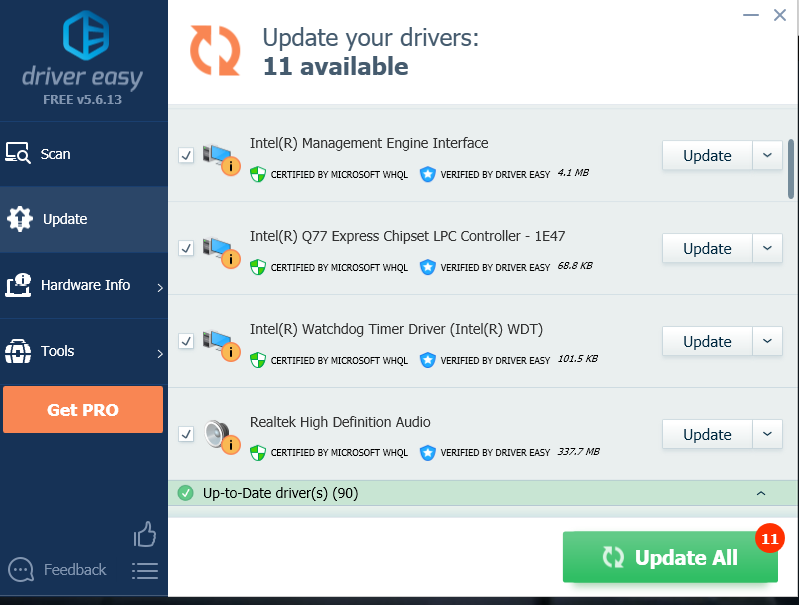 driver easy
FREE v5.6.13
Scan
Update
Hardware Info
Tools
Get PRO
Feedback
Update your drivers:
11 available
Intel(R) Management Engine Interface
CERTIFIED BY MICROSOFT WHQL VERIFIED BY DRIVER EASY 4.1 MB
Update
Intel(R) Q77 Express Chipset LPC Controller - 1E47
CERTIFIED BY MICROSOFT WHQL VERIFIED BY DRIVER EASY 68.8 KB
Update
Intel(R) Watchdog Timer Driver (Intel(R) WDT)
CERTIFIED BY MICROSOFT WHQL VERIFIED BY DRIVER EASY 101.5 KB
Update
Realtek High Definition Audio
CERTIFIED BY MICROSOFT WHQL VERIFIED BY DRIVER EASY 337.7 MB
Update
Up-to-Date driver(s) (90)
11
Update All